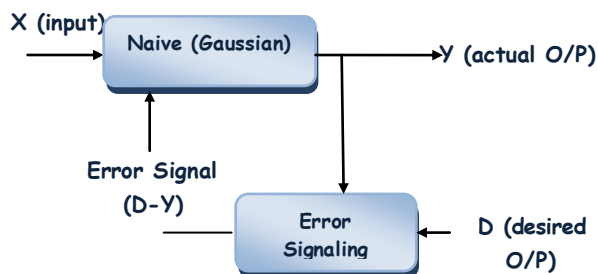 X (input)
Naive (Gaussian)
Y (actual O/P)
Error Signal
(D-Y)
Error
Signaling
D (desired
O/P)